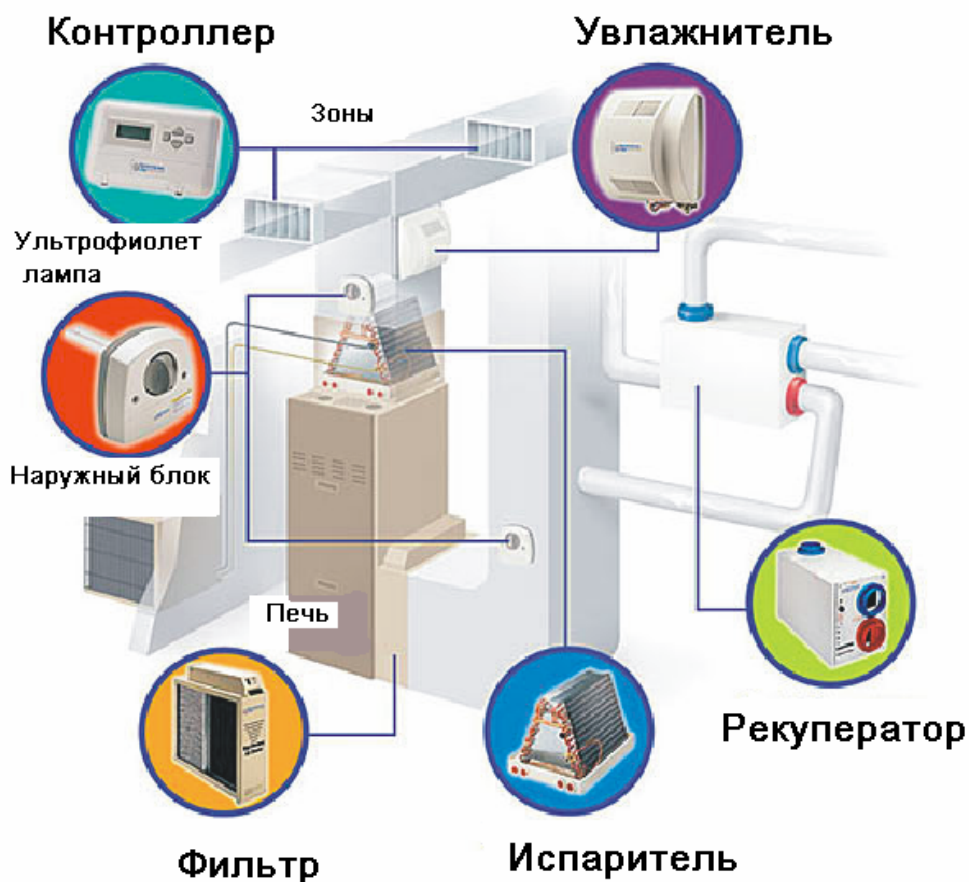 Контроллер
Увлажнитель
Зоны
Ультрофиолет
лампа
Наружный блок
Печь
Рекуператор
Фильтр
Испаритель